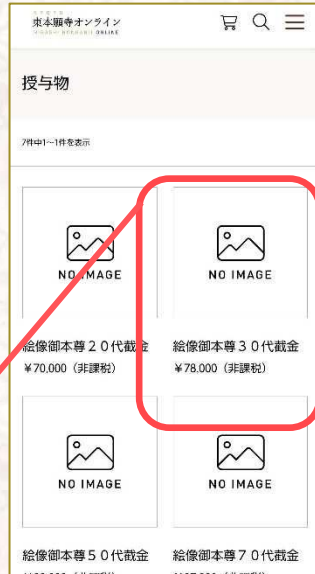 東本願寺オンライン
HIGASHI HONGANJI ONLINE
授与物
7件中1～1件を表示
NO IMAGE
NO IMAGE
絵像御本尊２０代截金
絵像御本尊３０代截金
¥70,000（非課税）
¥78,000（非課税）
NO IMAGE
NO IMAGE
絵像御本尊５０代截金
絵像御本尊７０代截金